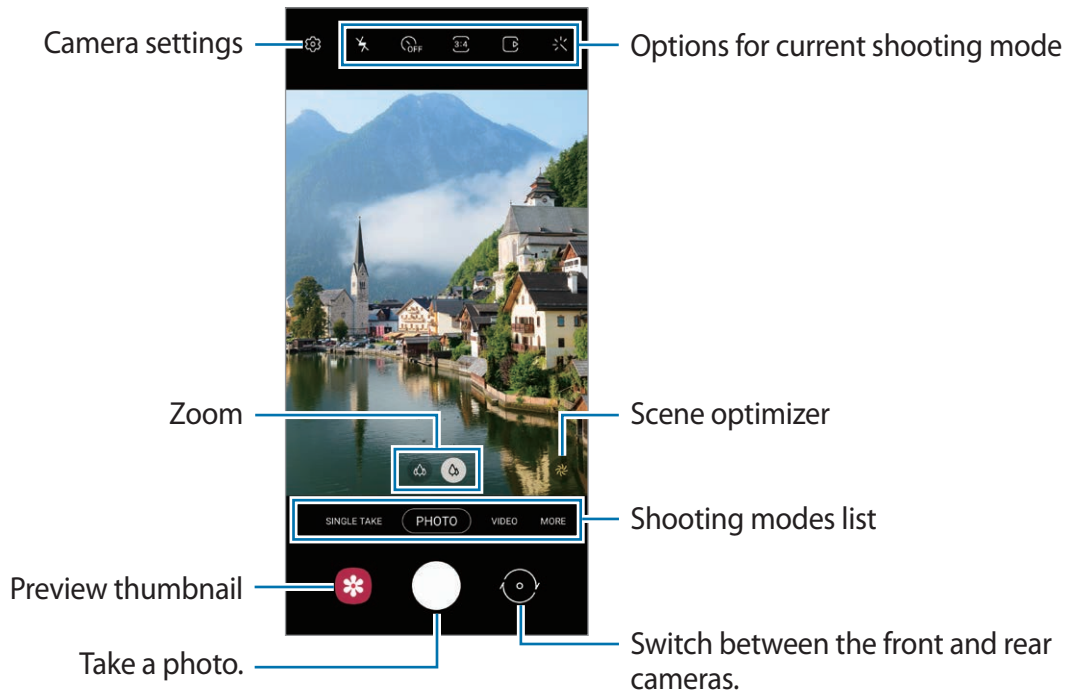 Camera settings
OFF
3:4
Options for current shooting mode
Zoom
Scene optimizer
SINGLE TAKE
PHOTO
VIDEO
MORE
Shooting modes list
Preview thumbnail
Take a photo.
Switch between the front and rear
cameras.